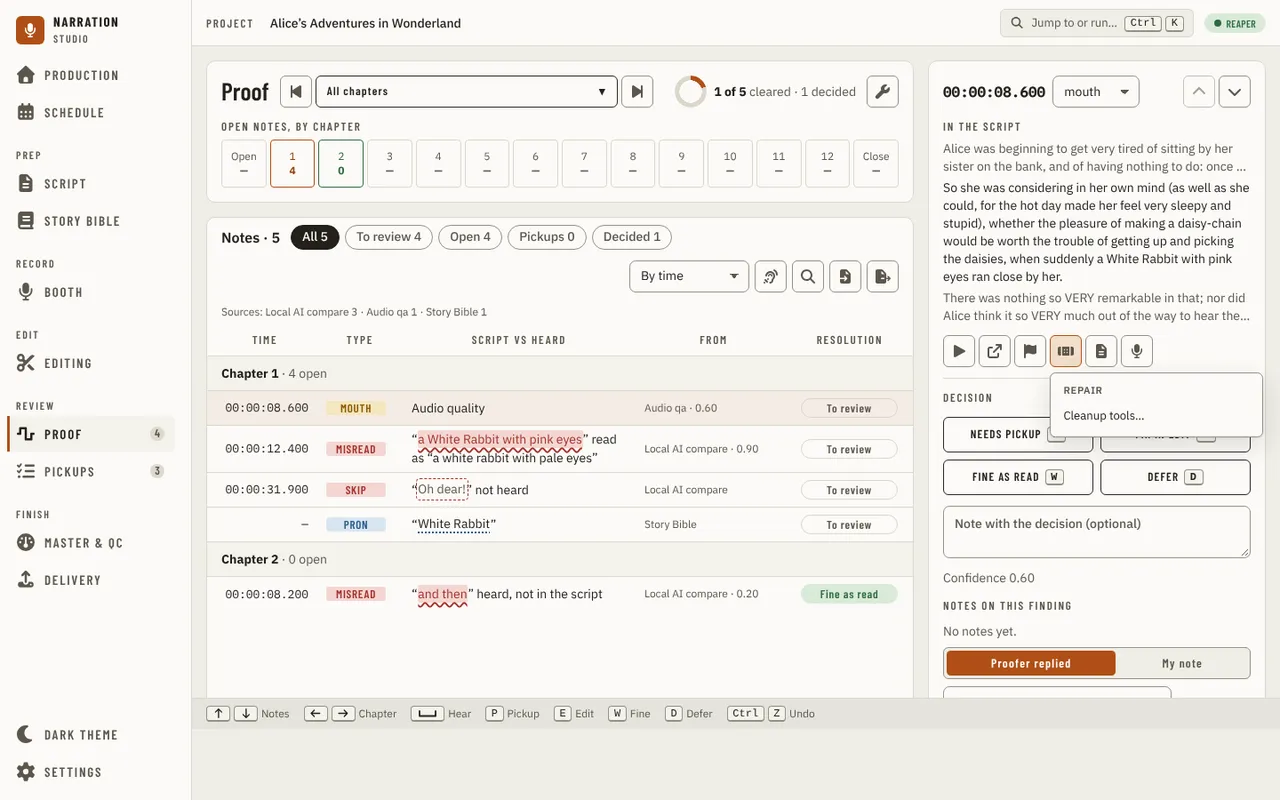 NARRATION
STUDIO
PRODUCTION
SCHEDULE
PREP
SCRIPT
STORY BIBLE
RECORD
BOOTH
EDIT
EDITING
REVIEW
PROOF 4
PICKUPS 3
FINISH
MASTER & QC
DELIVERY
DARK THEME
SETTINGS
PROJECT Alice’s Adventures in Wonderland
Jump to or run... Ctrl K
REAPER
Proof
All chapters
1 of 5 cleared · 1 decided
OPEN NOTES, BY CHAPTER
Open 1 2 3 4 5 6 7 8 9 10 11 12 Close
– 4 0 – – – – – – – – – – –
Notes · 5 All 5 To review 4 Open 4 Pickups 0 Decided 1
By time
Sources: Local AI compare 3 · Audio qa 1 · Story Bible 1
TIME TYPE SCRIPT VS HEARD FROM RESOLUTION
Chapter 1 · 4 open
00:00:08.600 MOUTH Audio quality Audio qa · 0.60 To review
00:00:12.400 MISREAD “a White Rabbit with pink eyes” read
as “a white rabbit with pale eyes” Local AI compare · 0.90 To review
00:00:31.900 SKIP “Oh dear!” not heard Local AI compare To review
– PRON “White Rabbit” Story Bible To review
Chapter 2 · 0 open
00:00:08.200 MISREAD “and then” heard, not in the script Local AI compare · 0.20 Fine as read
00:00:08.600 mouth
IN THE SCRIPT
Alice was beginning to get very tired of sitting by her
sister on the bank, and of having nothing to do: once ...
So she was considering in her own mind (as well as she
could, for the hot day made her feel very sleepy and
stupid), whether the pleasure of making a daisy-chain
would be worth the trouble of getting up and picking
the daisies, when suddenly a White Rabbit with pink
eyes ran close by her.
There was nothing so VERY remarkable in that; nor did
Alice think it so VERY much out of the way to hear the...
REPAIR
Cleanup tools...
DECISION
NEEDS PICKUP
FINE AS READ W
DEFER D
Note with the decision (optional)
Confidence 0.60
NOTES ON THIS FINDING
No notes yet.
Proofer replied My note
↑ ↓ Notes ← → Chapter Hear P Pickup E Edit W Fine D Defer Ctrl Z Undo